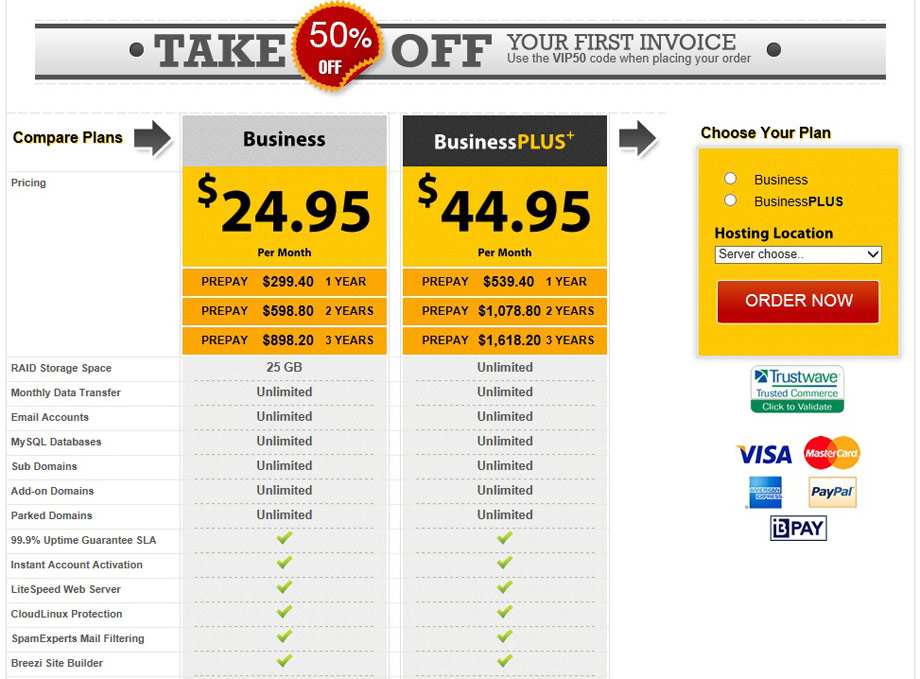 TAKE 50% OFF OFF
YOUR FIRST INVOICE
Use the VIP50 code when placing your order
Compare Plans
Business
BusinessPLUS+
Pricing
$24.95
Per Month
$44.95
Per Month
PREPAY $299.40 1 YEAR
PREPAY $539.40 1 YEAR
PREPAY $598.80 2 YEARS
PREPAY $1,078.80 2 YEARS
PREPAY $898.20 3 YEARS
PREPAY $1,618.20 3 YEARS
RAID Storage Space 25 GB Unlimited
Monthly Data Transfer Unlimited Unlimited
Email Accounts Unlimited Unlimited
MySQL Databases Unlimited Unlimited
Sub Domains Unlimited Unlimited
Add-on Domains Unlimited Unlimited
Parked Domains Unlimited Unlimited
99.9% Uptime Guarantee SLA
Instant Account Activation
LiteSpeed Web Server
CloudLinux Protection
SpamExperts Mail Filtering
Breezi Site Builder
Choose Your Plan
Business
BusinessPLUS
Hosting Location
Server choose..
ORDER NOW
Trustwave
Trusted Commerce
Click to Validate
VISA MasterCard
AMERICAN EXPRESS PayPal
BPAY